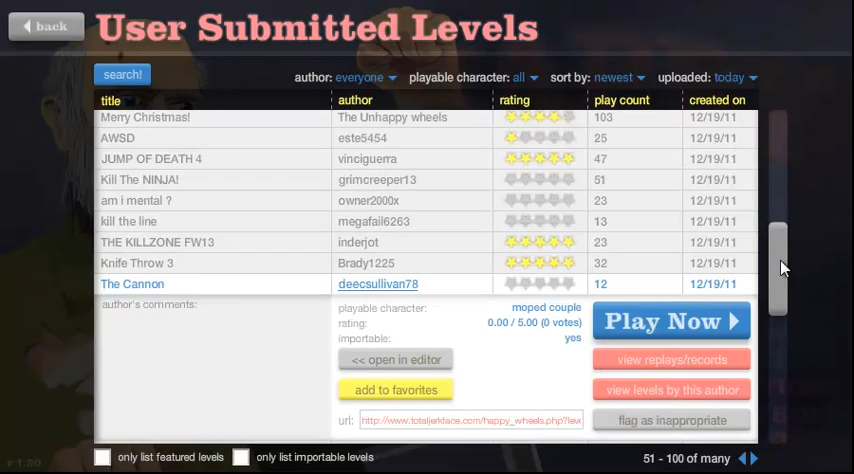 back
User Submitted Levels
search!
author: everyone playable character: all sort by: newest uploaded: today
title author rating play count created on
Merry Christmas! The Unhappy wheels 103 12/19/11
AWSD este5454 25 12/19/11
JUMP OF DEATH 4 vinciguerra 47 12/19/11
Kill The NINJA! grimcreeper13 51 12/19/11
am i mental ? owner2000x 23 12/19/11
kill the line megafail6263 13 12/19/11
THE KILLZONE FW13 inderjot 23 12/19/11
Knife Throw 3 Brady1225 32 12/19/11
The Cannon deecsullivan78 12 12/19/11
author's comments:
playable character: moped couple
rating: 0.00 / 5.00 (0 votes)
importable: yes
Play Now
<< open in editor
view replays/records
add to favorites
view levels by this author
url: http://www.totaljerkface.com/happy_wheels.php?leve
flag as inappropriate
only list featured levels only list importable levels
51 - 100 of many
v 1.50